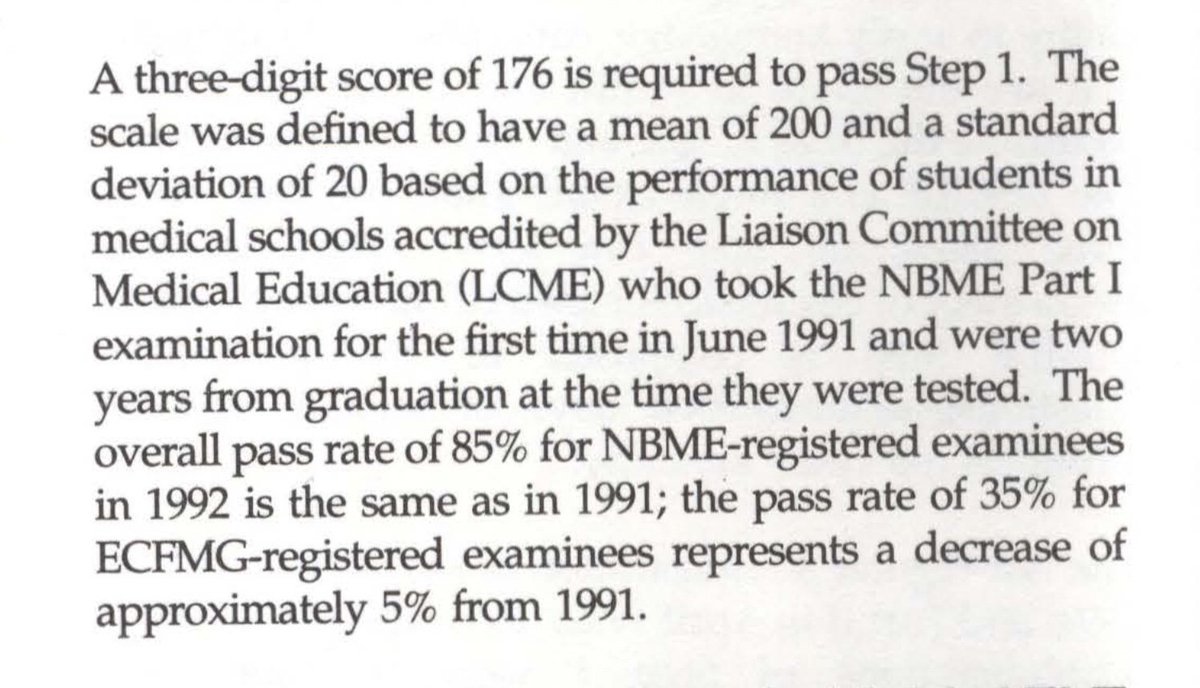 A three-digit score of 176 is required to pass Step 1. The
scale was defined to have a mean of 200 and a standard
deviation of 20 based on the performance of students in
medical schools accredited by the Liaison Committee on
Medical Education (LCME) who took the NBME Part I
examination for the first time in June 1991 and were two
years from graduation at the time they were tested. The
overall pass rate of 85% for NBME-registered examinees
in 1992 is the same as in 1991; the pass rate of 35% for
ECFMG-registered examinees represents a decrease of
approximately 5% from 1991.